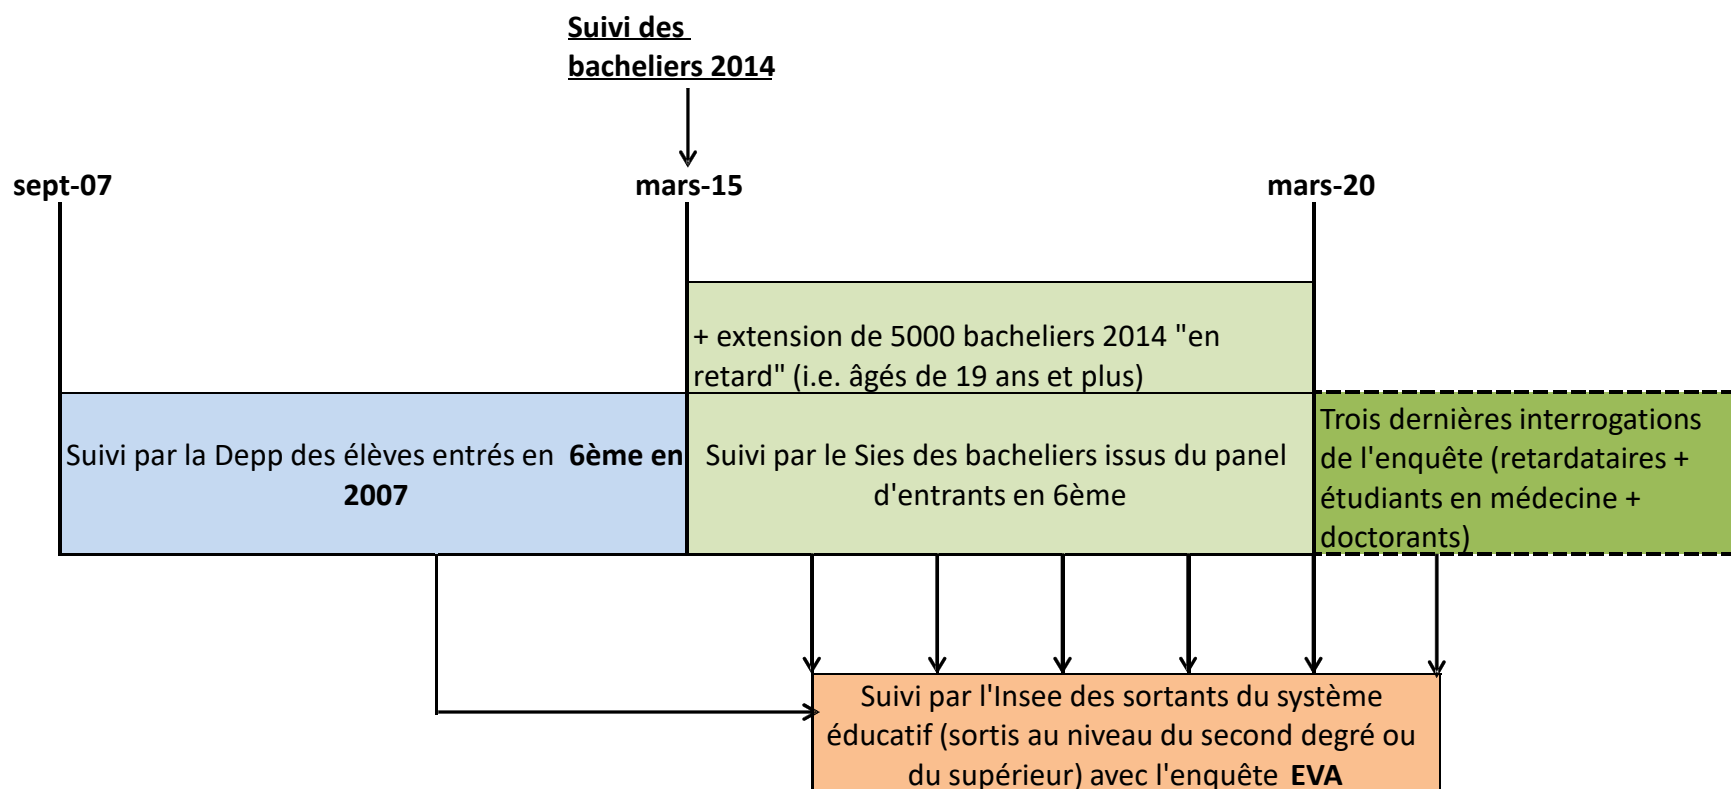 Suivi des
bacheliers 2014
sept-07
mars-15
mars-20
+ extension de 5000 bacheliers 2014 "en
retard" (i.e. âgés de 19 ans et plus)
Suivi par la Depp des élèves entrés en 6ème en
2007
Suivi par le Sies des bacheliers issus du panel
d'entrants en 6ème
Trois dernières interrogations
de l'enquête (retardataires +
étudiants en médecine +
doctorants)
Suivi par l'Insee des sortants du système
éducatif (sortis au niveau du second degré ou
du supérieur) avec l'enquête EVA